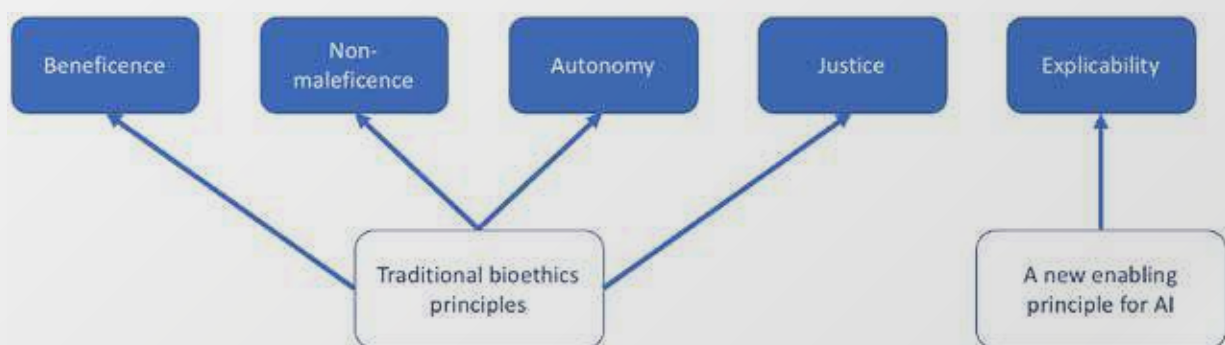 Beneficence
Non-
maleficence
Autonomy
Justice
Explicability
Traditional bioethics
principles
A new enabling
principle for AI